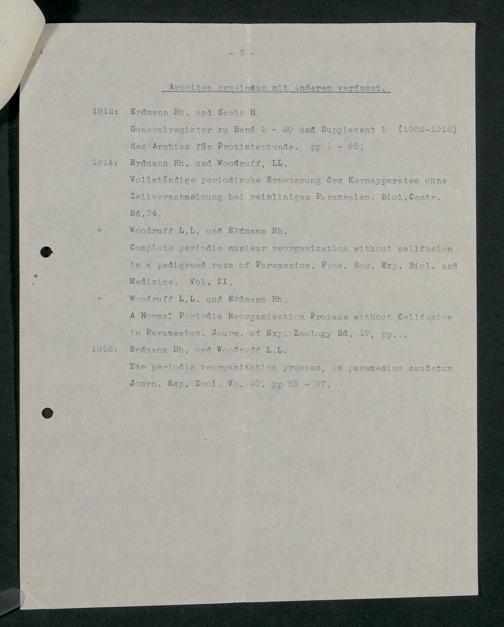 - 3 -
Arbeiten gemeinsam mit anderen verfasst.
1912: Erdmann Rh. und Sachs H.
Generalregister zu Band 1 - 20 und Supplement 1 (1902-1916)
des Archivs für Protistenkunde. pp 1 - 95.
1914: Erdmann Rh. und Woodruff, LL.
Vollständige periodische Erneuerung des Kernapparates ohne
Zellverschmelzung bei reinlinigen Paramecien. Biol.Centr.
Bd.34.
" Woodruff L.L. und Erdmann Rh.
Complete periodic nuclear reorganization without cellfusion
in a pedigreed race of Paramecium. Proc. Soc. Exp. Biol. and
Medicine. Vol. II.
" Woodruff L.L. und Erdmann Rh.
A Normal Periodic Reorganization Prozess without Cellfusion
in Paramecium. Journ. of Exp. Zoology Bd. 17, pp...
Erdmann Rh. und Woodruff L.L.
The periodic reorganization process, in paramecium caudatum
Journ. Exp. Zool. Vo. 20. pp 59 - 97.